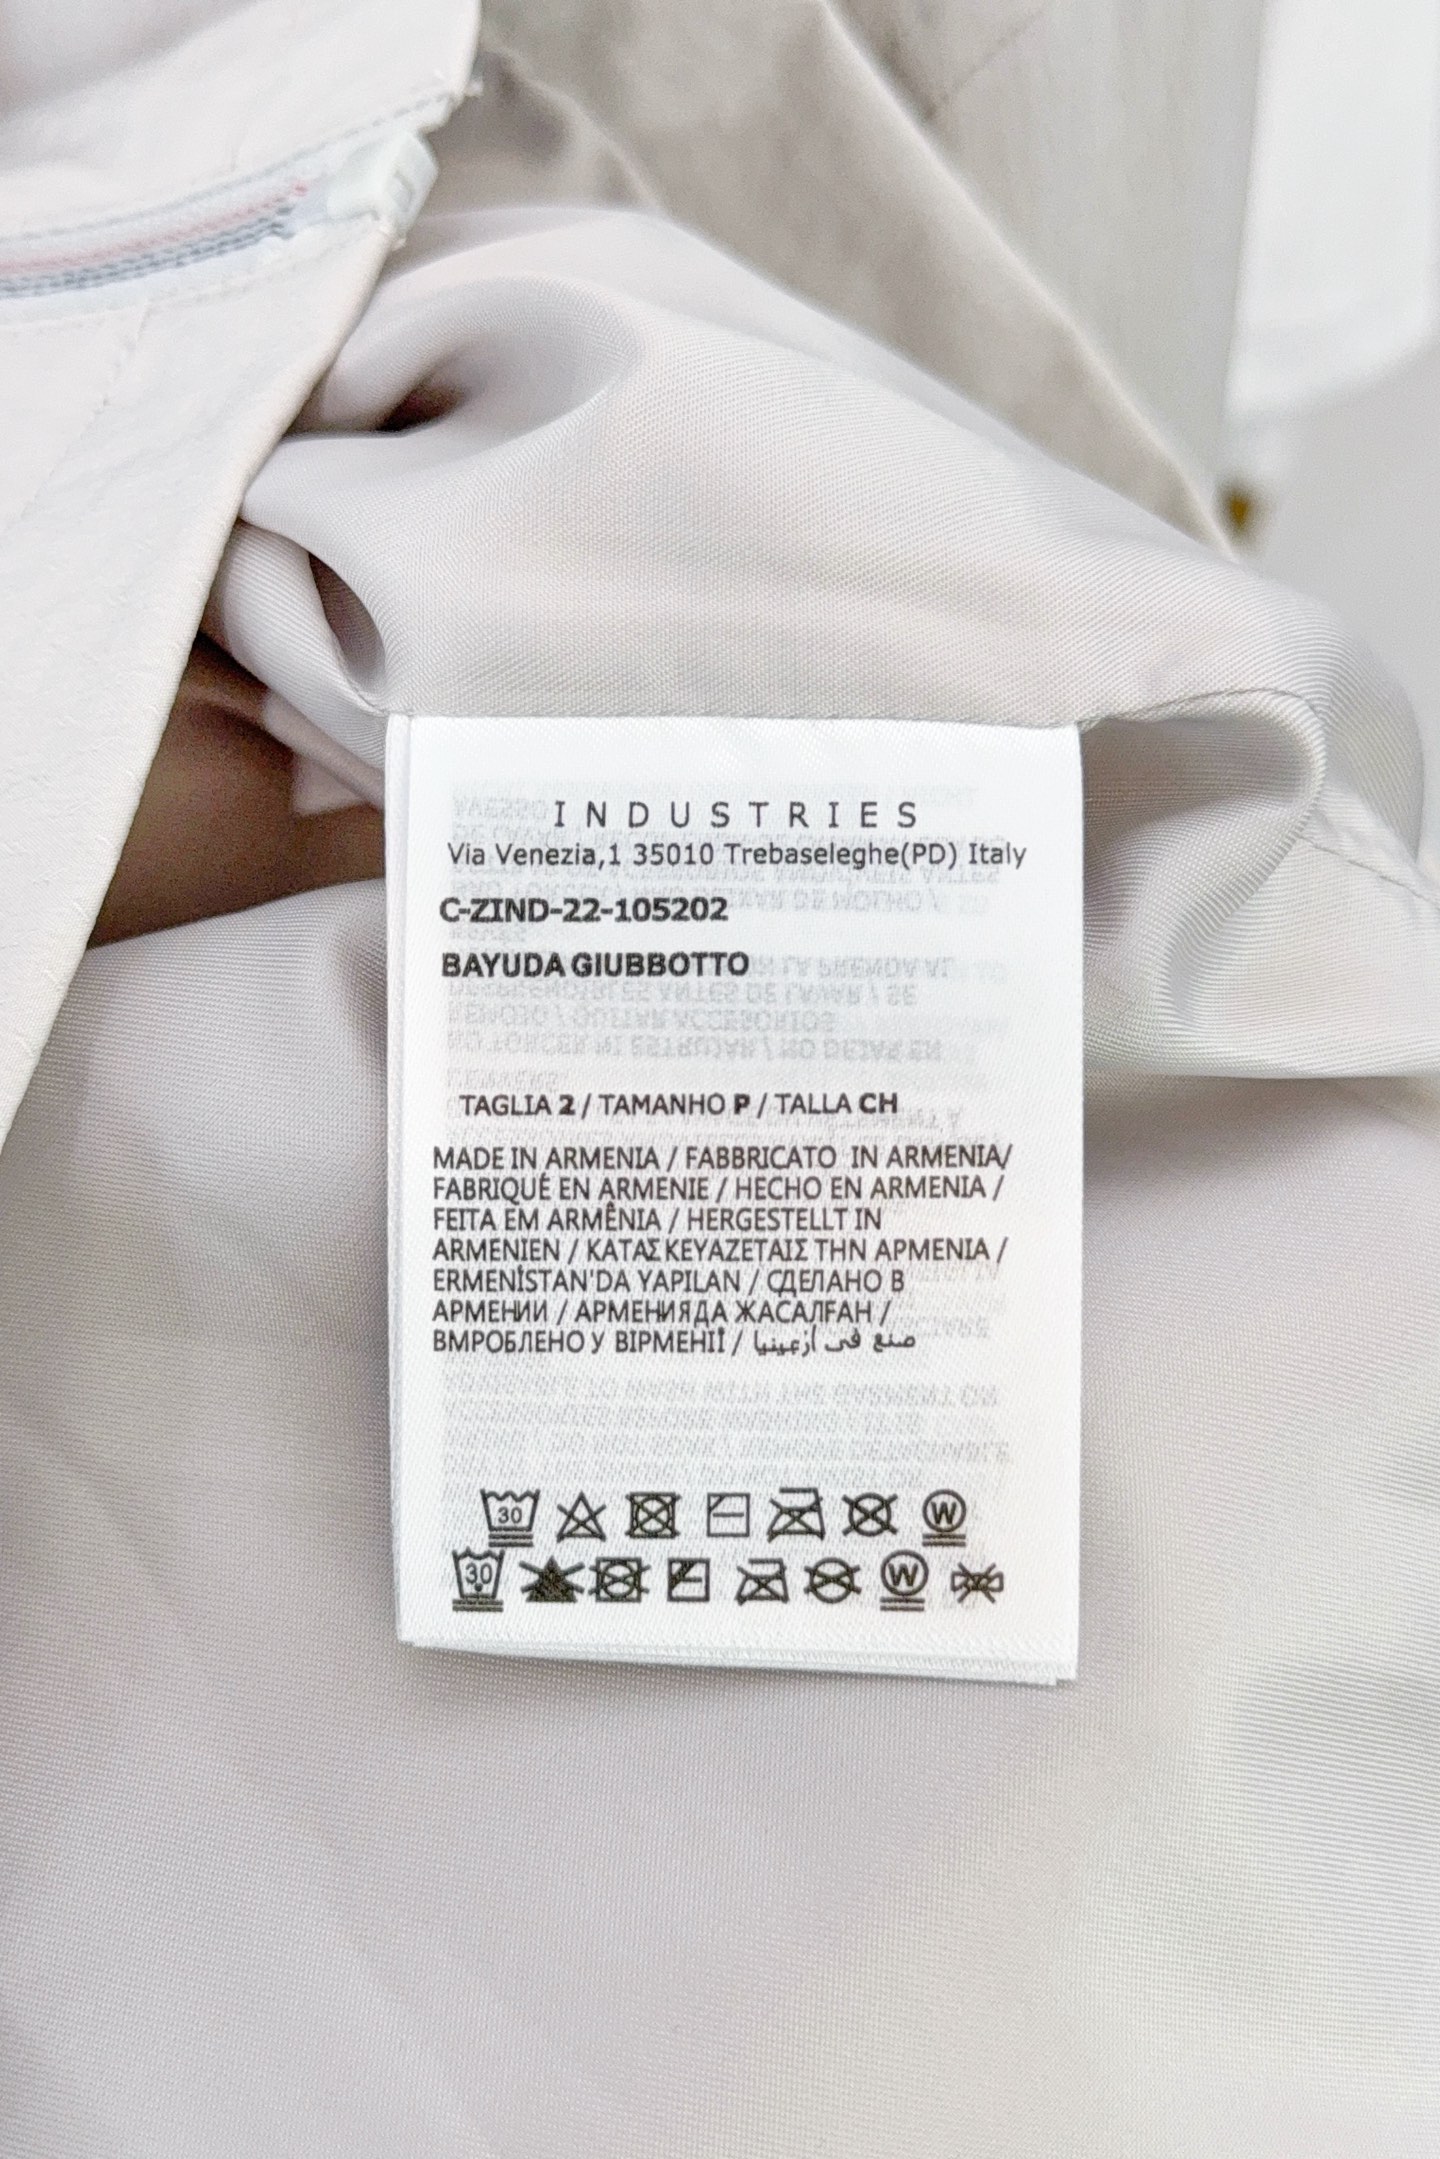 INDUSTRIES
Via Venezia,1 35010 Trebaseleghe(PD) Italy
C-ZIND-22-105202
BAYUDA GIUBBOTTO
TAGLIA 2 / TAMANHO P / TALLA CH
MADE IN ARMENIA / FABBRICATO IN ARMENIA/
FABRIQUÉ EN ARMENIE / HECHO EN ARMENIA /
FEITA EM ARMÊNIA / HERGESTELLT IN
ARMENIEN / ΚΑΤΑΣΚΕΥΑΖΕΤΑΙΣ ΤΗΝ ΑΡΜΕΝΙΑ /
ERMENİSTAN'DA YAPILAN / СДЕЛАНО В
АРМЕНИИ / АРМЕНИЯДА ЖАСАЛҒАН /
ВМРОБЛЕНО У ВІРМЕНІЇ / صنع في
30 W
30 W